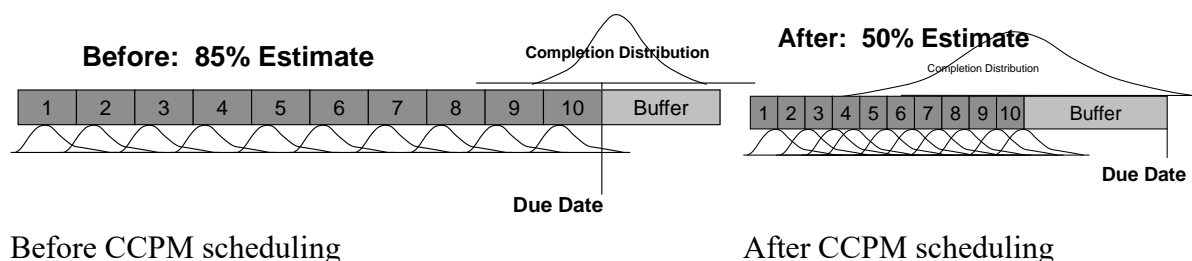 Before: 85% Estimate
Completion Distribution
1 2 3 4 5 6 7 8 9 10 Buffer
Due Date
Before CCPM scheduling
After: 50% Estimate
Completion Distribution
1 2 3 4 5 6 7 8 9 10 Buffer
Due Date
After CCPM scheduling